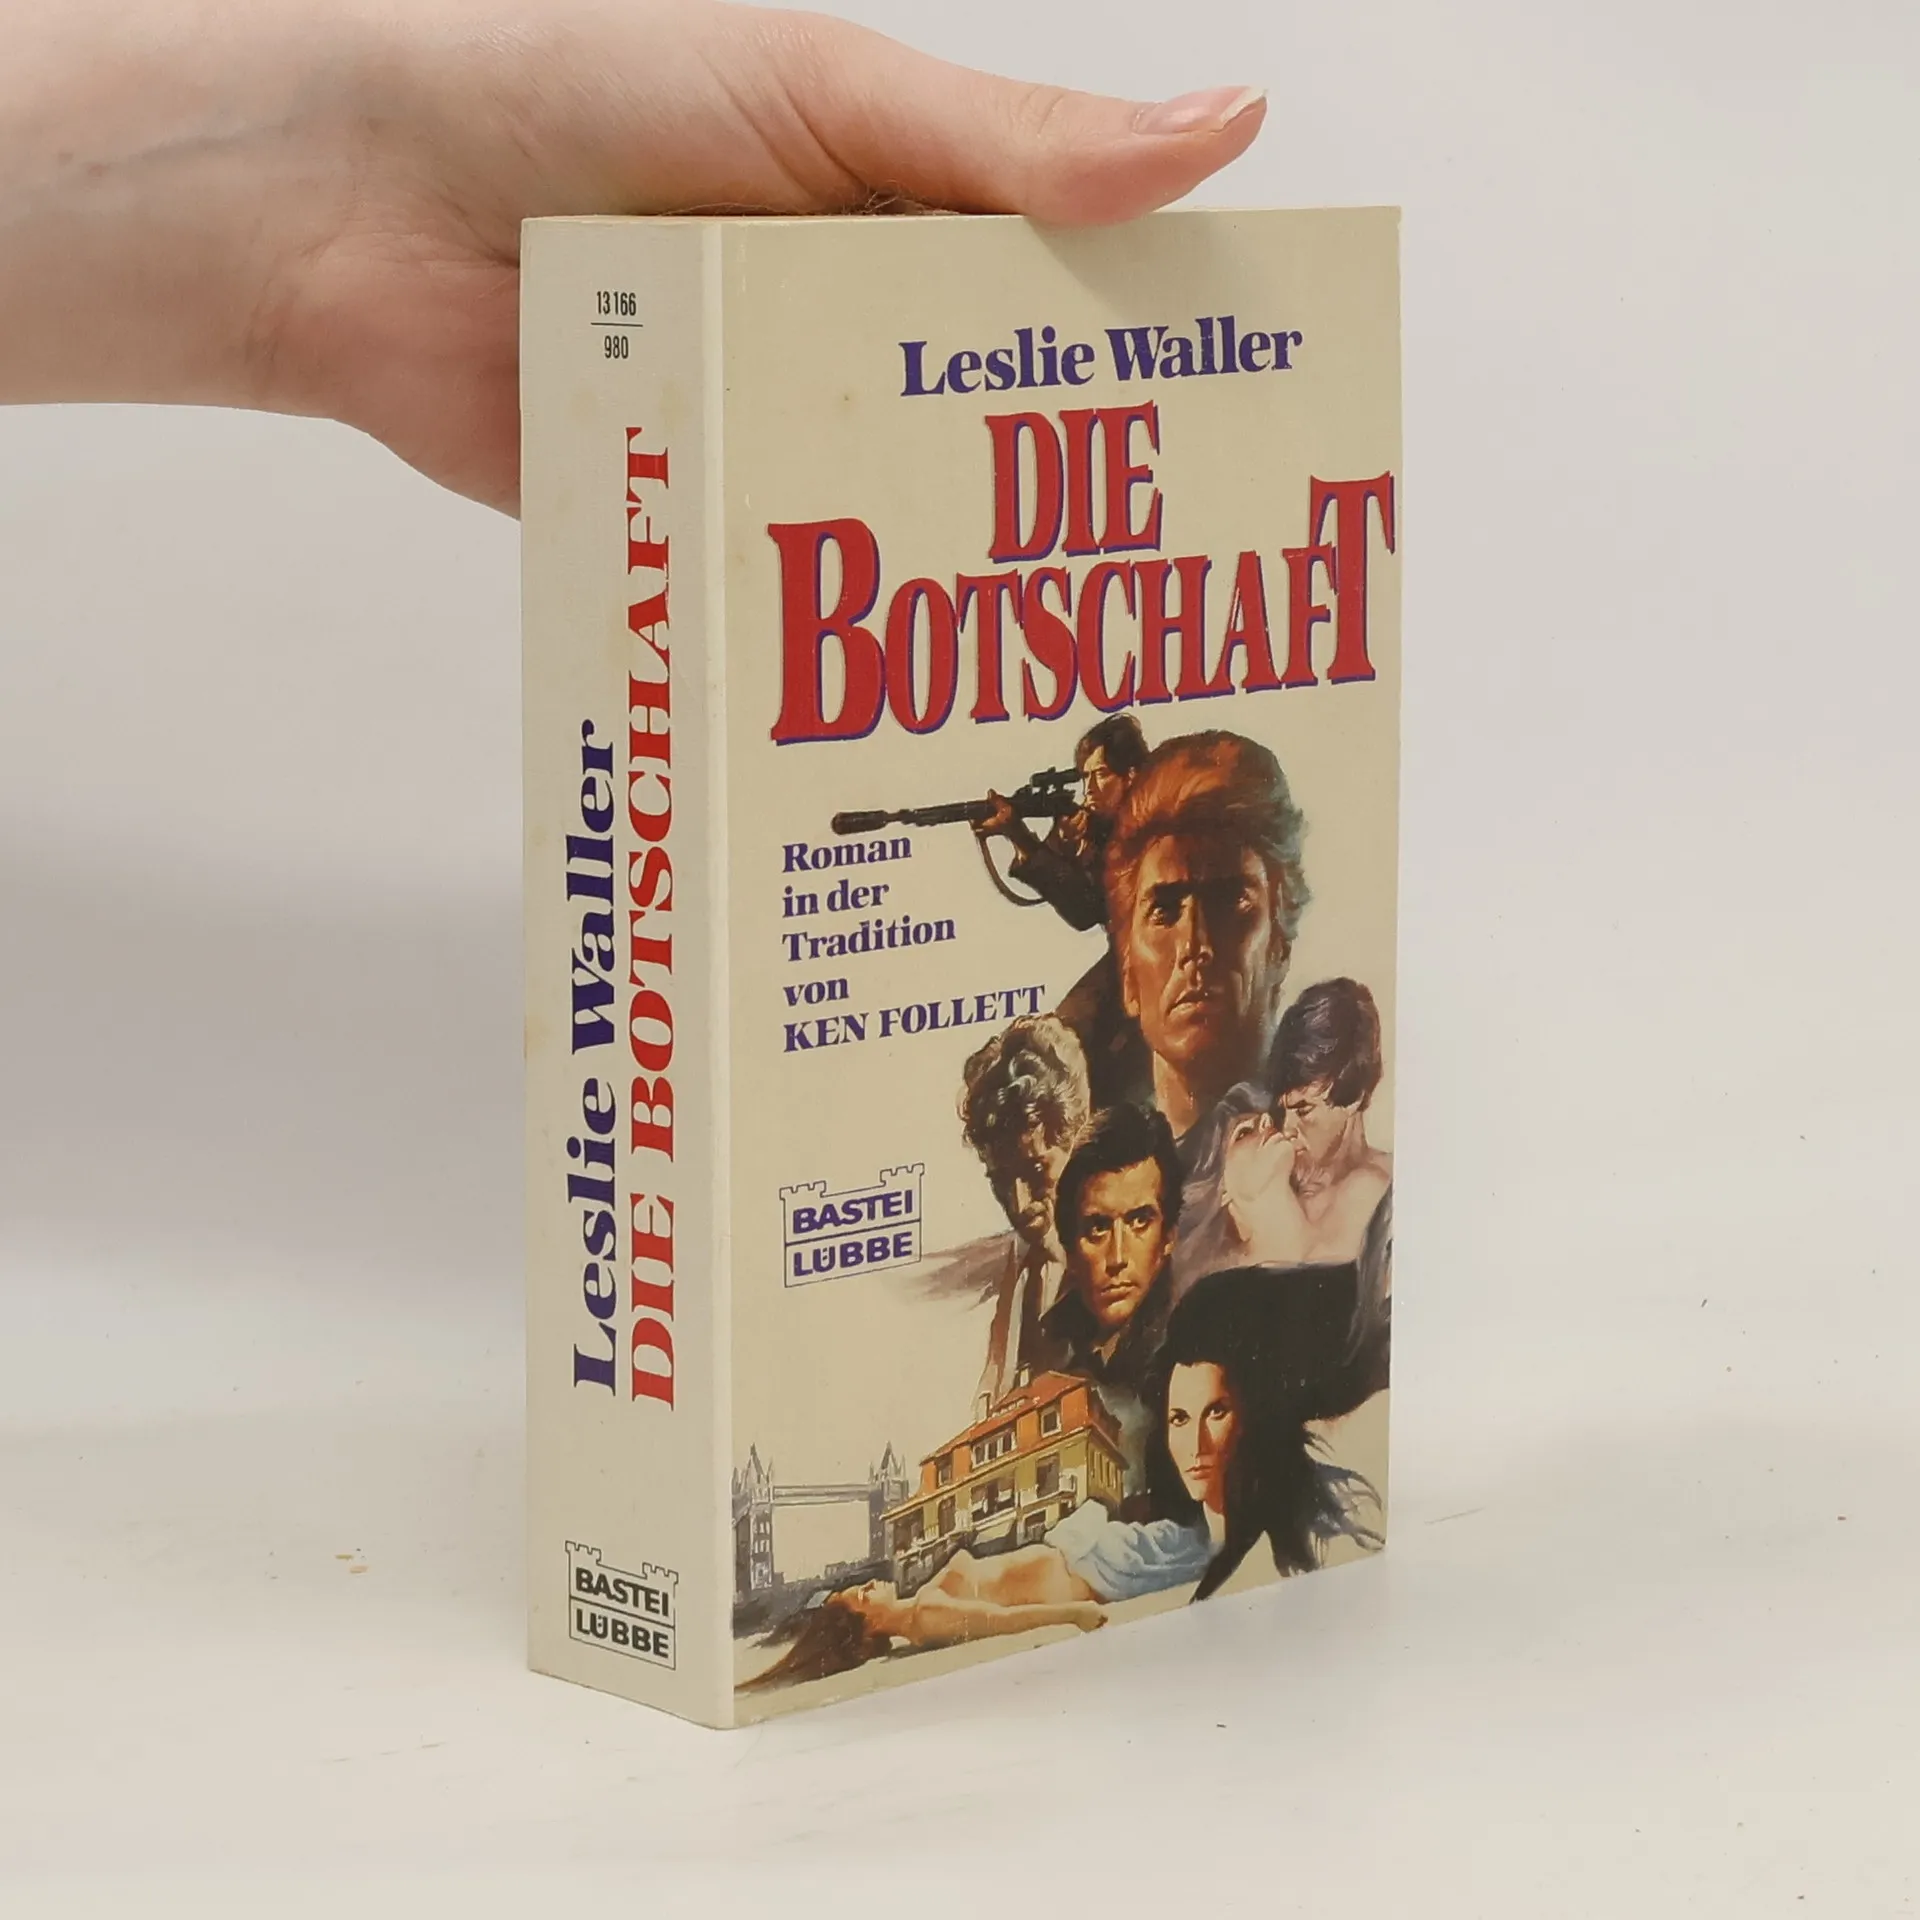 13166
980
Leslie Waller
DIE BOTSCHAFT
BASTEI
LÜBBE
Leslie Waller
DIE
BOTSCHAFT
Roman
in der
Tradition
von
KEN FOLLETT
BASTEI
LÜBBE